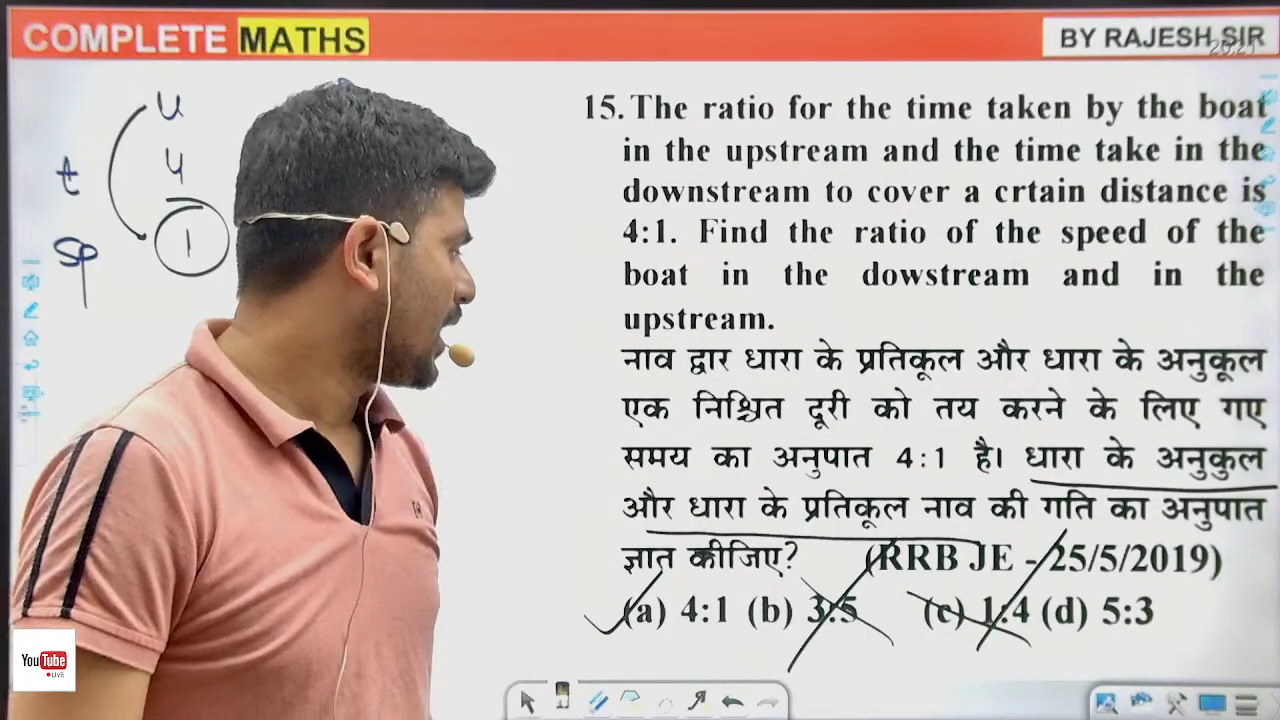 COMPLETE MATHS
BY RAJESH SIR
20:21
u
t 4
Sp 1
15. The ratio for the time taken by the boat
in the upstream and the time take in the
downstream to cover a crtain distance is
4:1. Find the ratio of the speed of the
boat in the dowstream and in the
upstream.
नाव द्वार धारा के प्रतिकूल और धारा के अनुकूल
एक निश्चित दूरी को तय करने के लिए गए
समय का अनुपात 4:1 है। धारा के अनुकुल
और धारा के प्रतिकूल नाव की गति का अनुपात
ज्ञात कीजिए? (RRB JE - 25/5/2019)
(a) 4:1 (b) 3:5 (c) 1:4 (d) 5:3
YouTube
LIVE